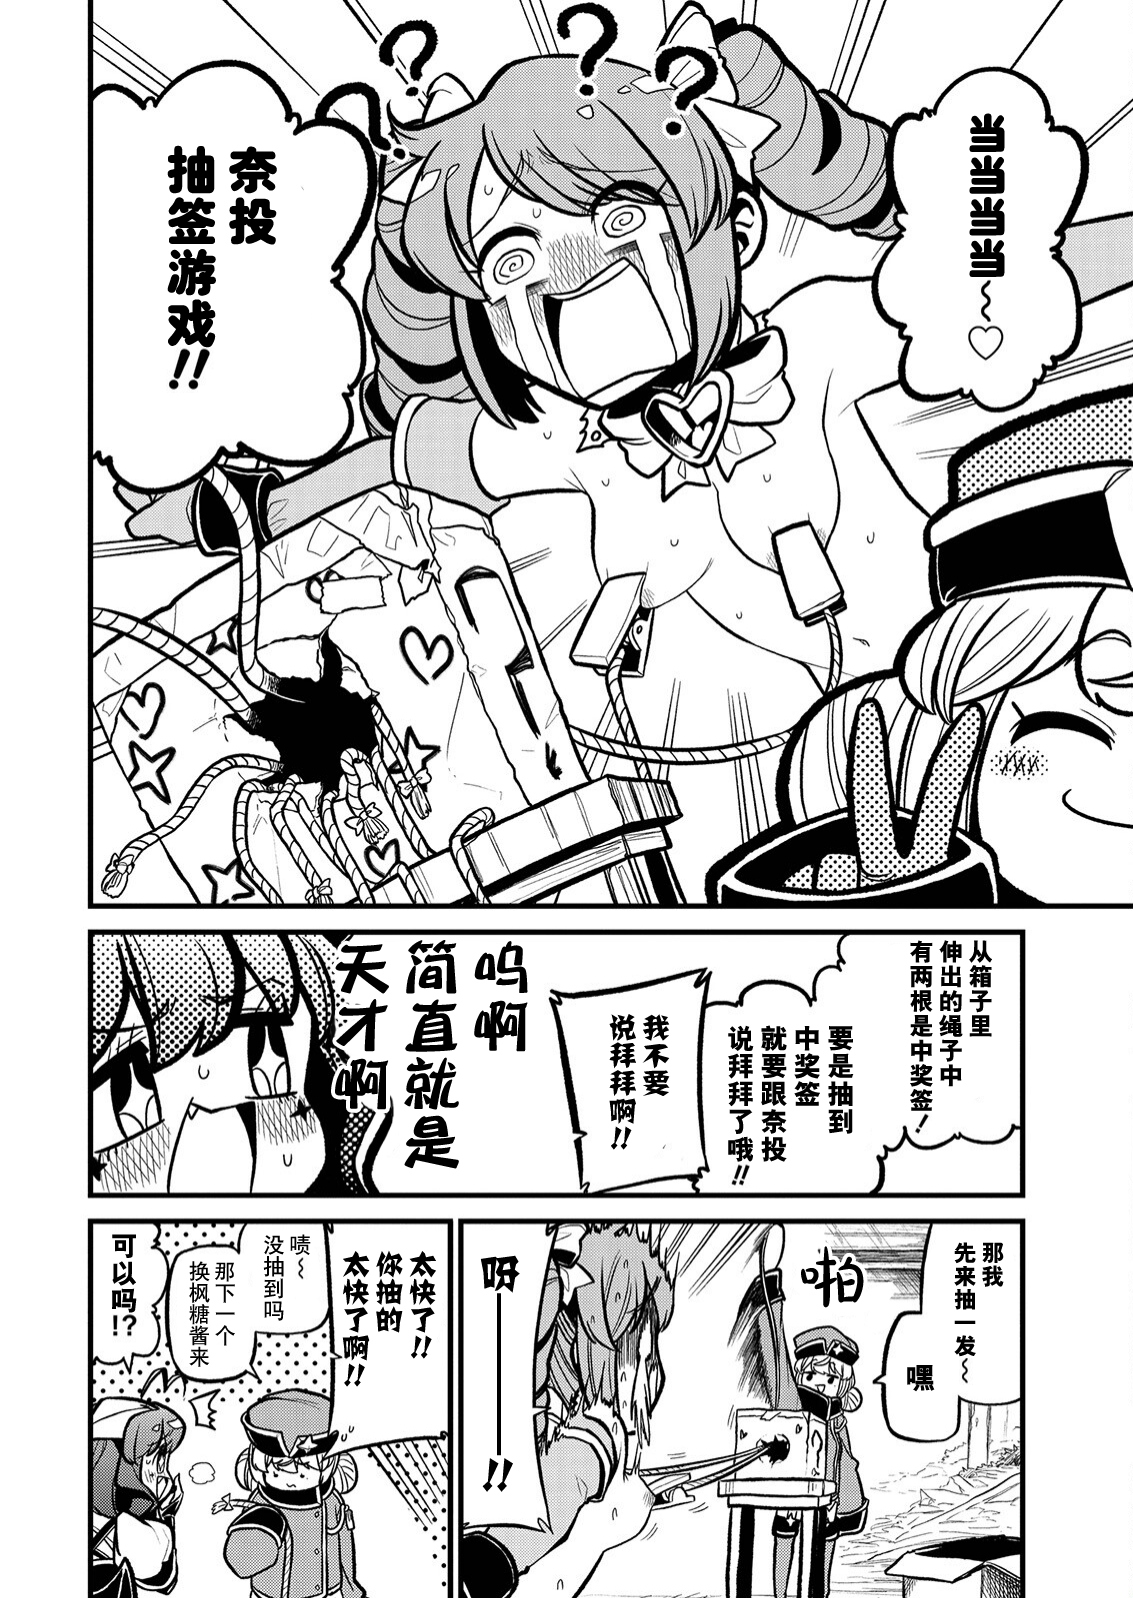 当当当当当~♡
奈投
抽签游戏!!
?
?
?
?
从箱子里
伸出的绳子中
有两根是中奖签!
要是抽到
中奖签
就要跟奈投
说拜拜了哦!!
我不要
说拜拜啊!!
呜啊
简直就是
天才啊
那我
先来抽一发~
嘿
啪
呀——!!
太快了!!
你抽的
太快了啊!!
啧~
没抽到吗
那下一个
换枫糖酱来
可以吗!?